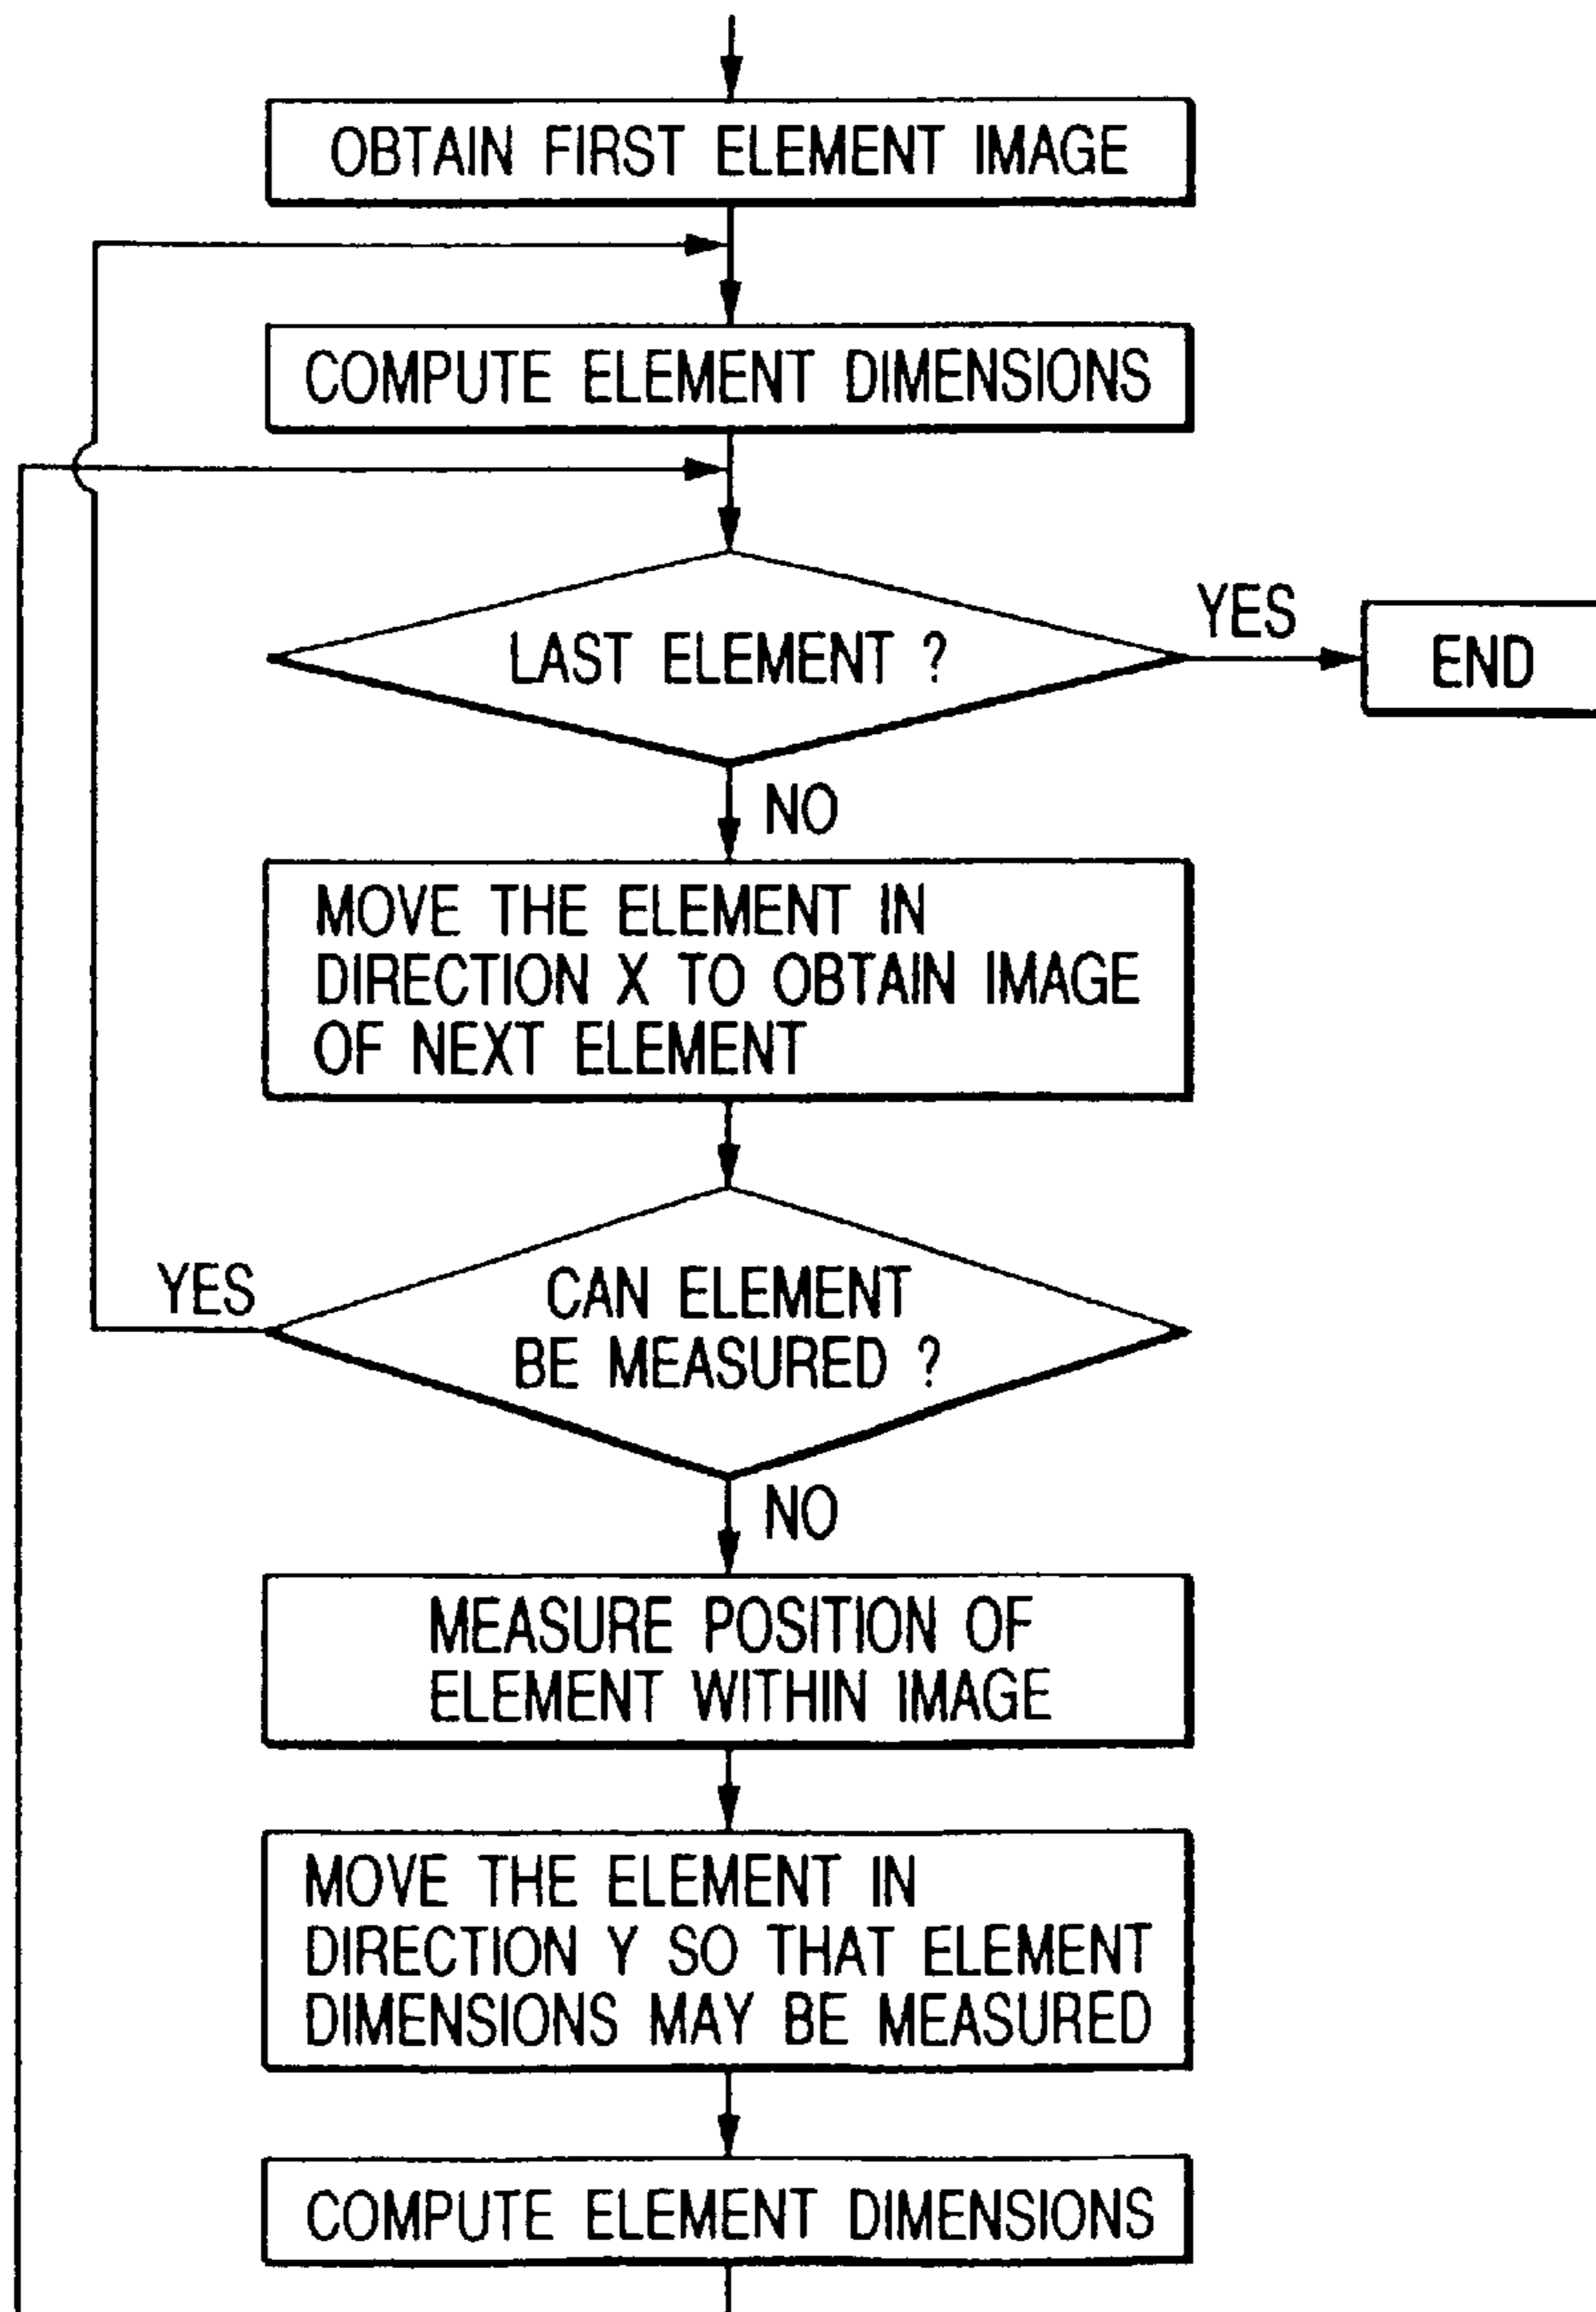 OBTAIN FIRST ELEMENT IMAGE
COMPUTE ELEMENT DIMENSIONS
LAST ELEMENT ?
YES
END
NO
MOVE THE ELEMENT IN
DIRECTION X TO OBTAIN IMAGE
OF NEXT ELEMENT
YES
CAN ELEMENT
BE MEASURED ?
NO
MEASURE POSITION OF
ELEMENT WITHIN IMAGE
MOVE THE ELEMENT IN
DIRECTION Y SO THAT ELEMENT
DIMENSIONS MAY BE MEASURED
COMPUTE ELEMENT DIMENSIONS